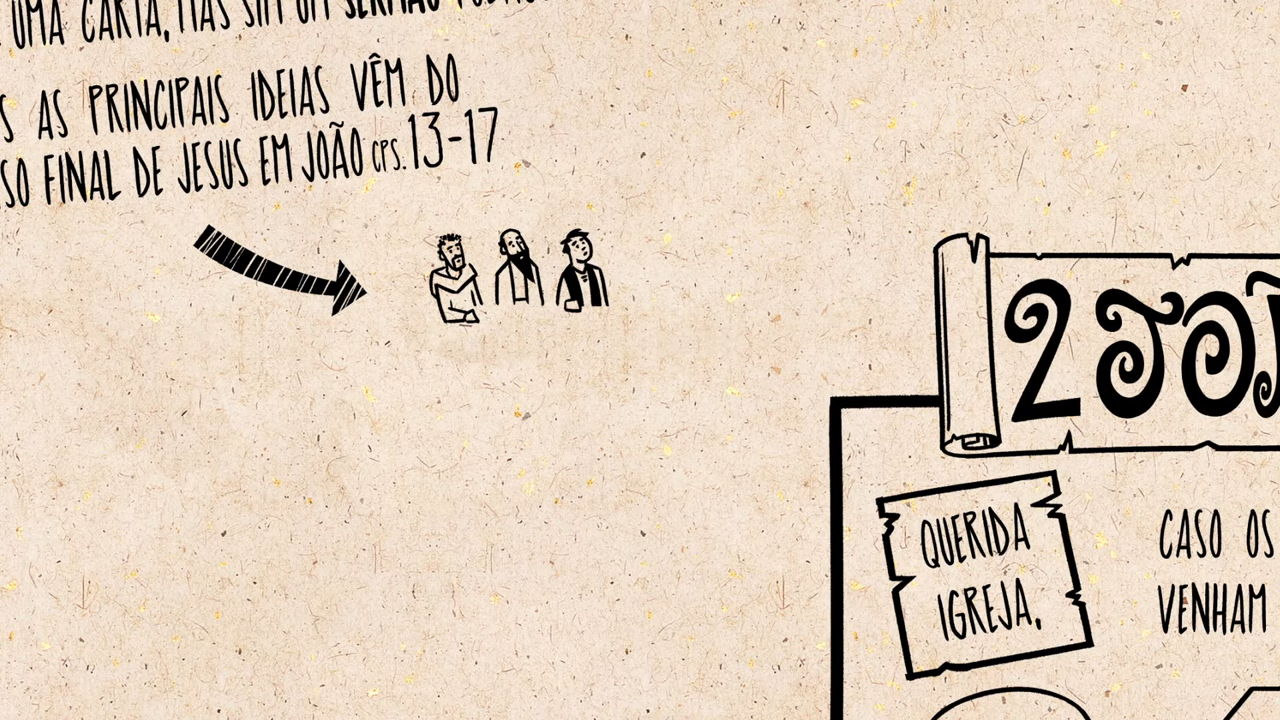 UMA CARTA, MAS SIM UM SERMÃO
AS PRINCIPAIS IDEIAS VÊM DO
FINAL DE JESUS EM JOÃO CPS. 13-17
2
QUERIDA
IGREJA,
CASO OS
VENHAM